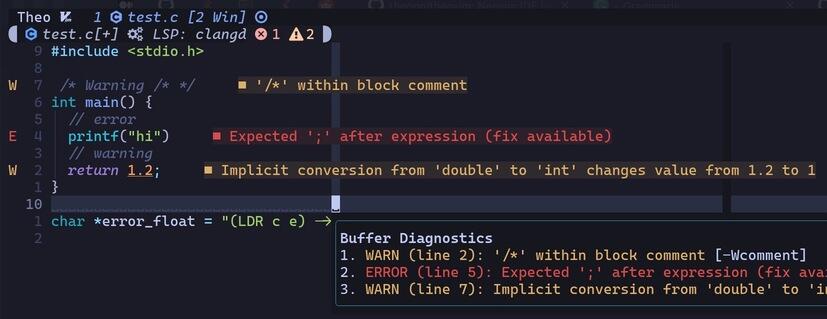 Theo 1 test.c [2 Win]
test.c[+] LSP: clangd 1 2
9 #include <stdio.h>
8
W 7 /* Warning /* */ ■ '/*' within block comment
6 int main() {
5 // error
E 4 printf("hi") ■ Expected ';' after expression (fix available)
3 // warning
W 2 return 1.2; ■ Implicit conversion from 'double' to 'int' changes value from 1.2 to 1
1 }
10
1 char *error_float = "(LDR c e) →
2
Buffer Diagnostics
1. WARN (line 2): '/*' within block comment [-Wcomment]
2. ERROR (line 5): Expected ';' after expression (fix ava
3. WARN (line 7): Implicit conversion from 'double' to 'i